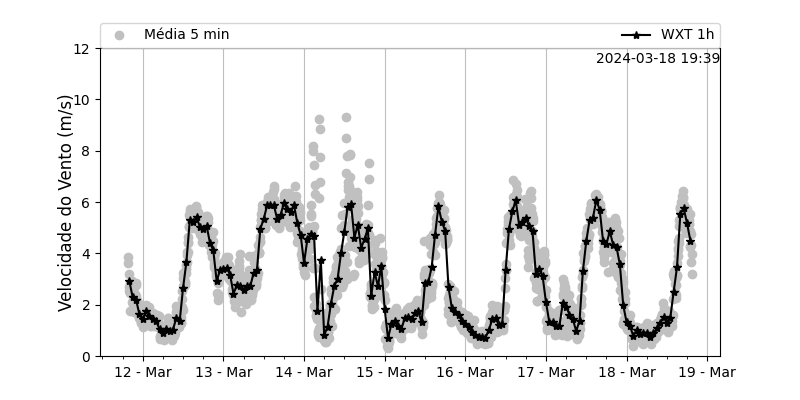 Média 5 min
WXT 1h
2024-03-18 19:39
Velocidade do Vento (m/s)
12
10
8
6
4
2
0
12 - Mar
13 - Mar
14 - Mar
15 - Mar
16 - Mar
17 - Mar
18 - Mar
19 - Mar